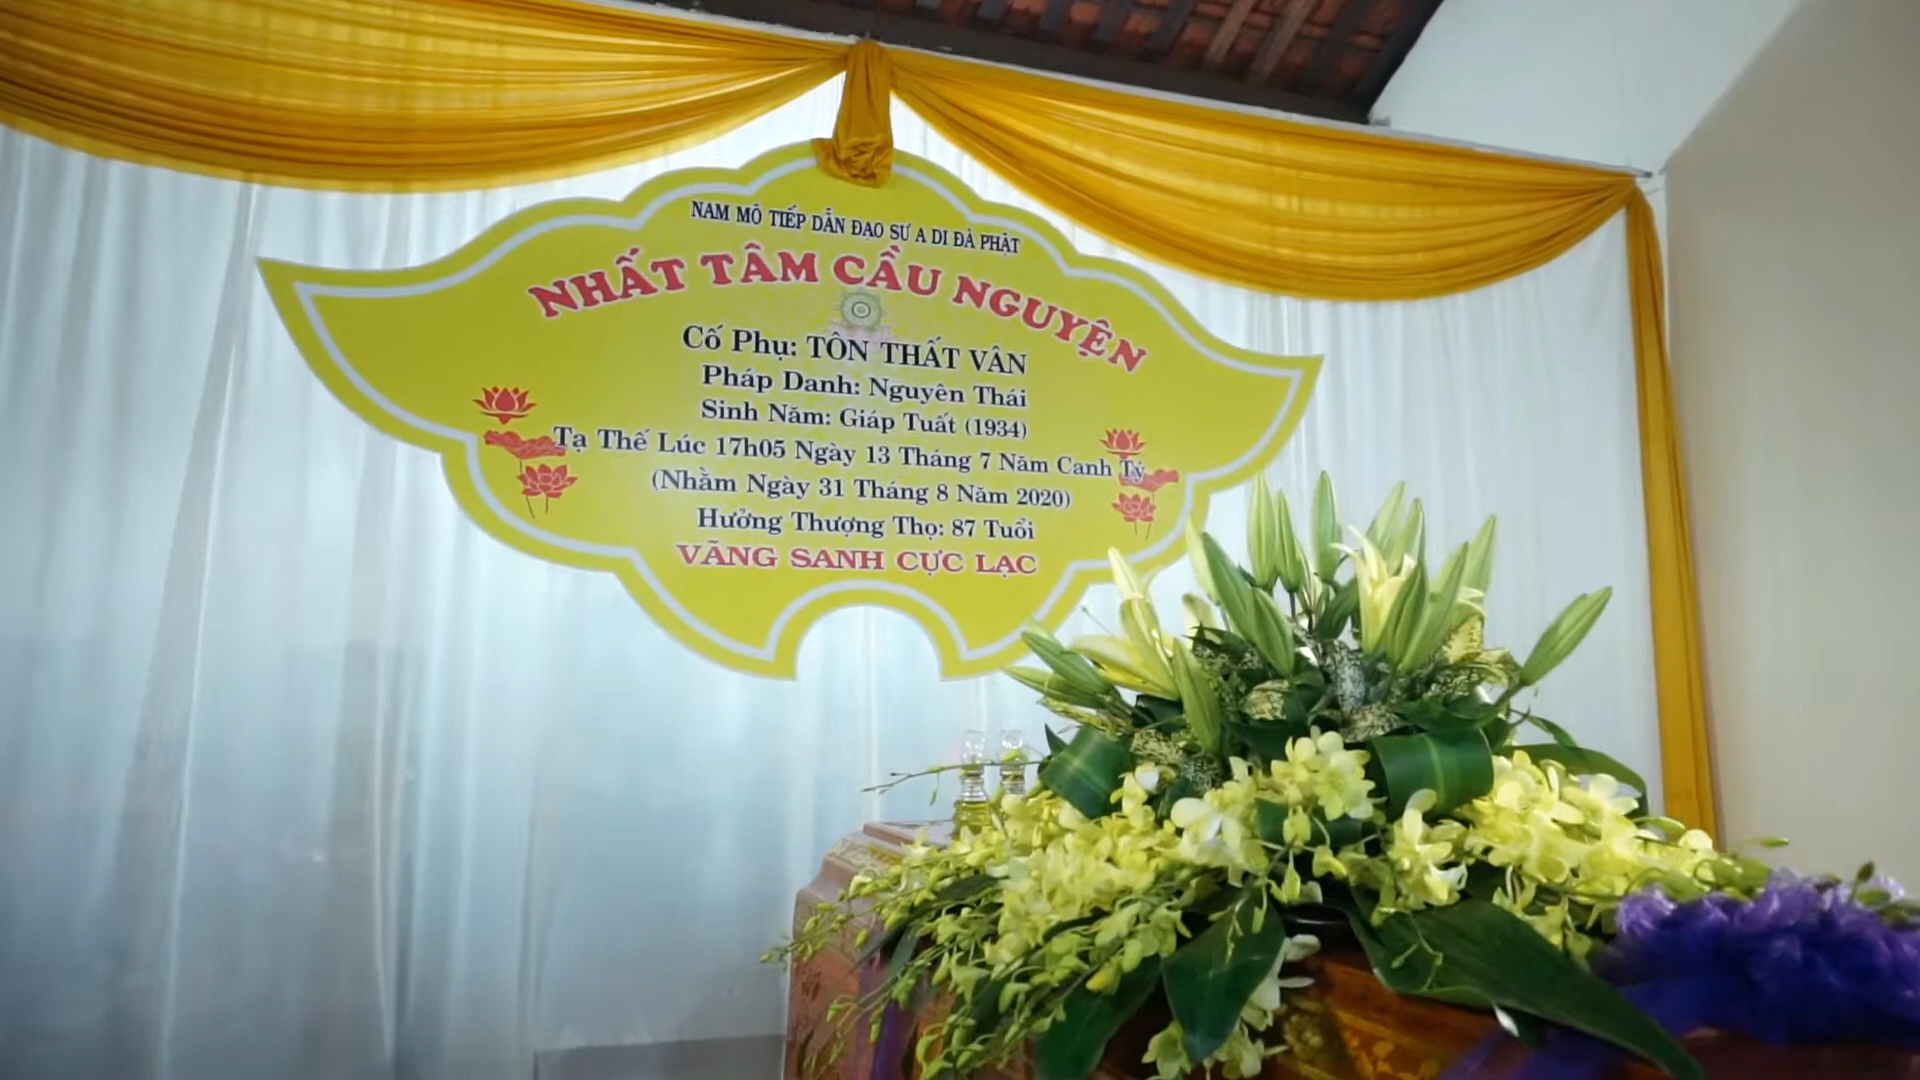 NAM MÔ TIẾP DẪN ĐẠO SƯ A DI ĐÀ PHẬT
NHẤT TÂM CẦU NGUYỆN
Cố Phụ: TÔN THẤT VÂN
Pháp Danh: Nguyên Thái
Sinh Năm: Giáp Tuất (1934)
Tạ Thế Lúc 17h05 Ngày 13 Tháng 7 Năm Canh Tý
(Nhằm Ngày 31 Tháng 8 Năm 2020)
Hưởng Thượng Thọ: 87 Tuổi
VÃNG SANH CỰC LẠC